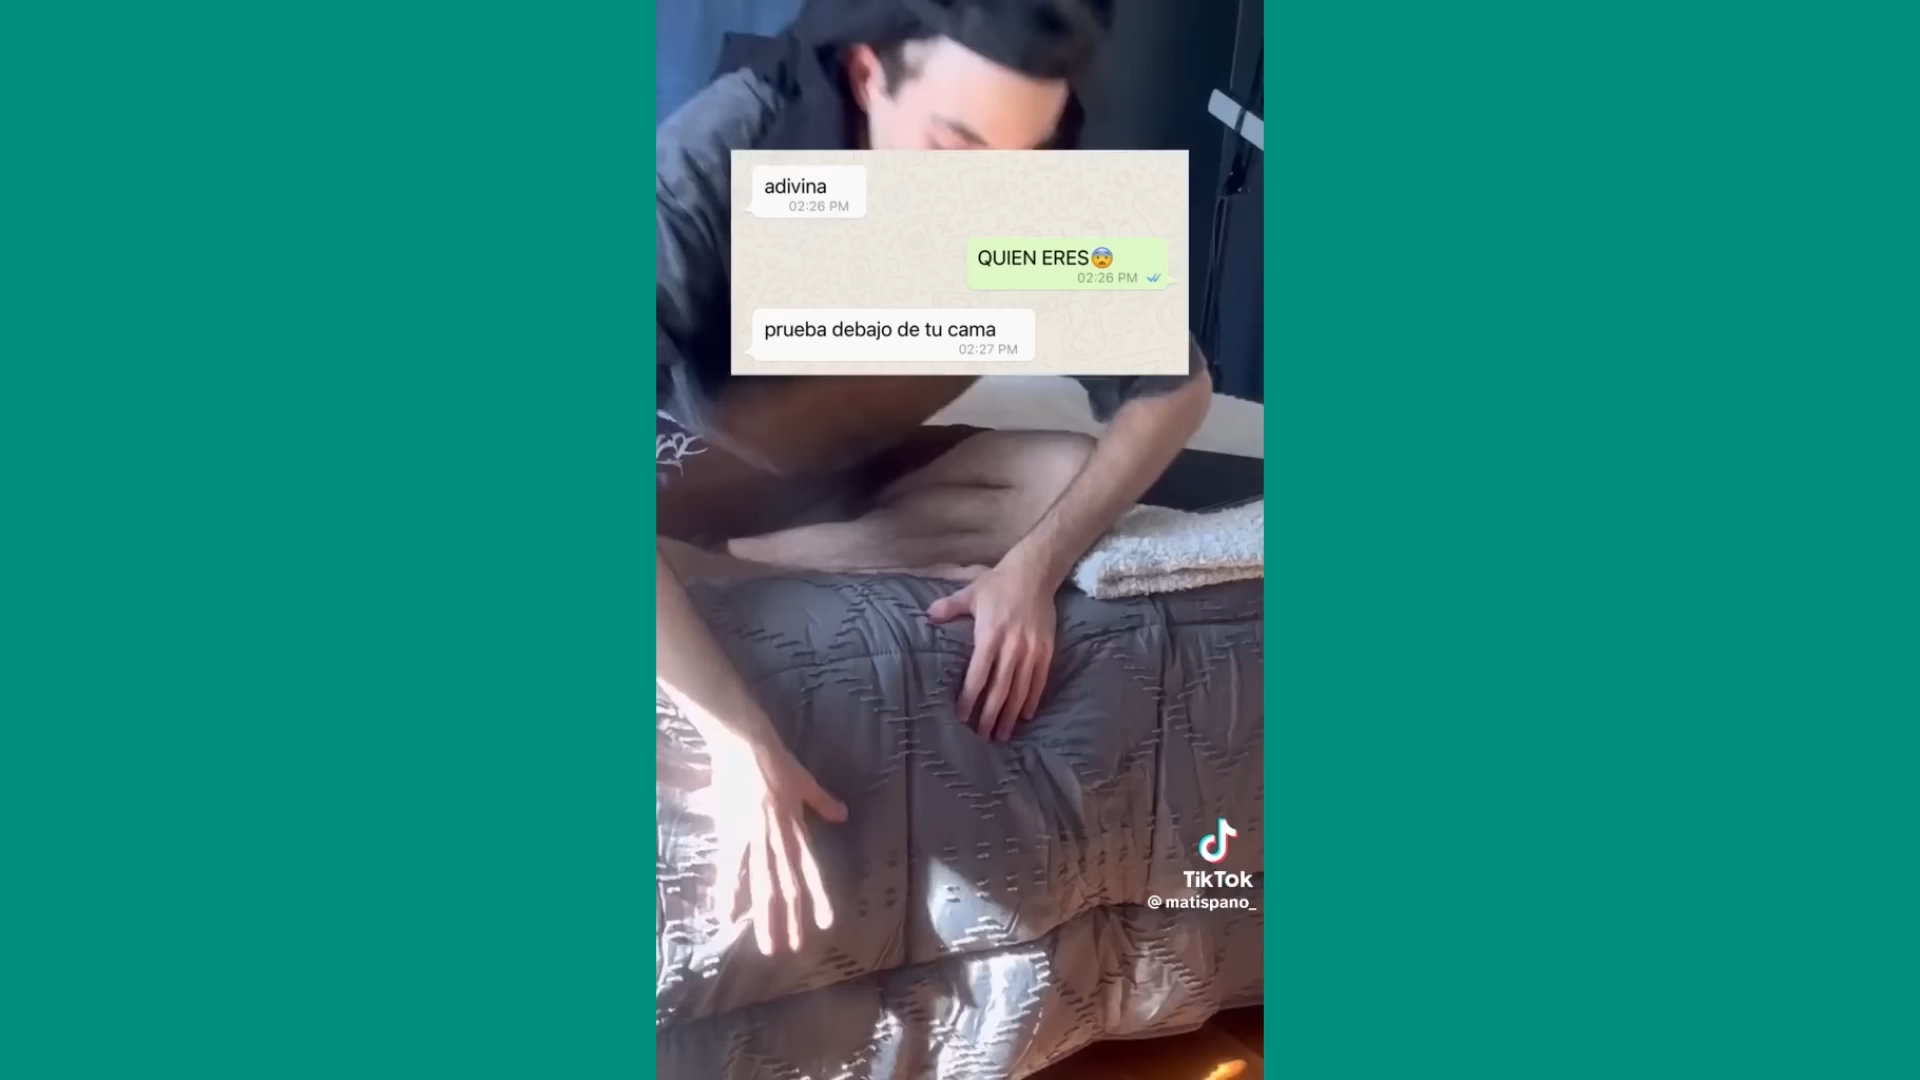 adivina
02:26 PM
QUIEN ERES😨
02:26 PM
prueba debajo de tu cama
02:27 PM
TikTok
@matispano_